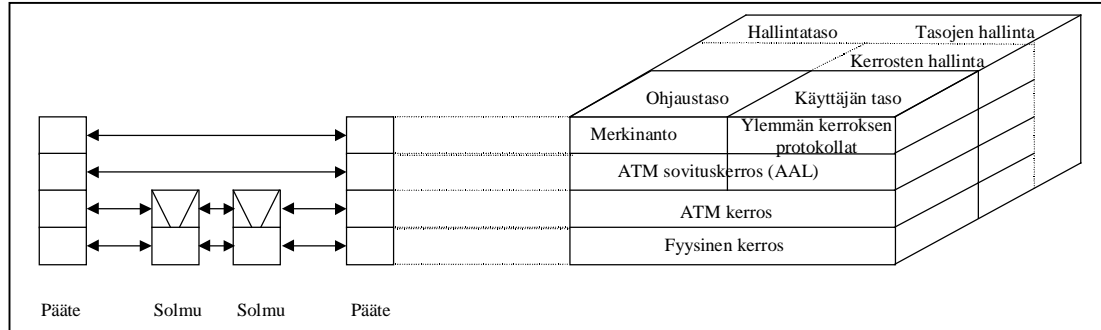 Hallintataso Tasojen hallinta
Kerrosten hallinta
Ohjaustaso Käyttäjän taso
Merkinanto Ylemmän kerroksen
protokollat
ATM sovituskerros (AAL)
ATM kerros
Fyysinen kerros
Pääte Solmu Solmu Pääte